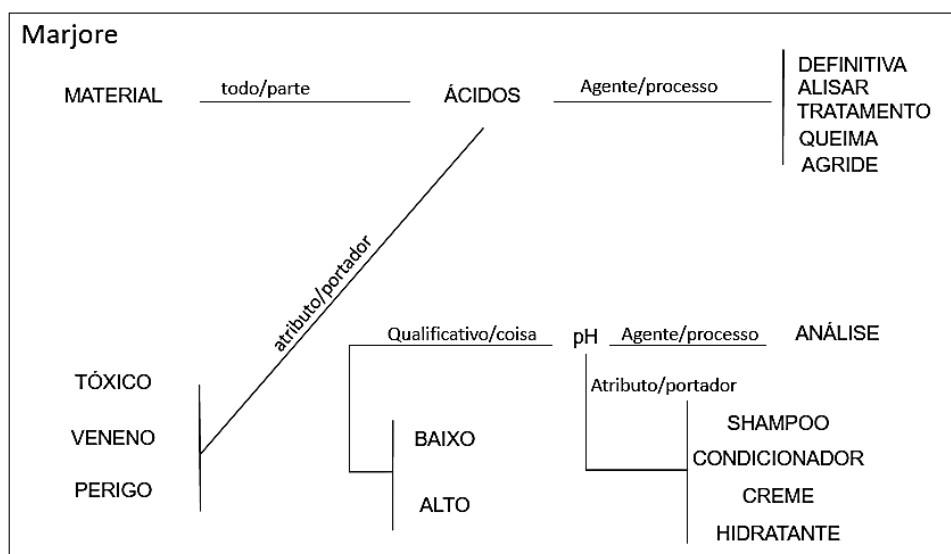 Marjore
MATERIAL todo/parte ÁCIDOS Agente/processo
DEFINITIVA
ALISAR
TRATAMENTO
QUEIMA
AGRIDE
atributo/portador
Qualificativo/coisa pH Agente/processo ANÁLISE
TÓXICO
VENENO
PERIGO
BAIXO
ALTO
Atributo/portador
SHAMPOO
CONDICIONADOR
CREME
HIDRATANTE